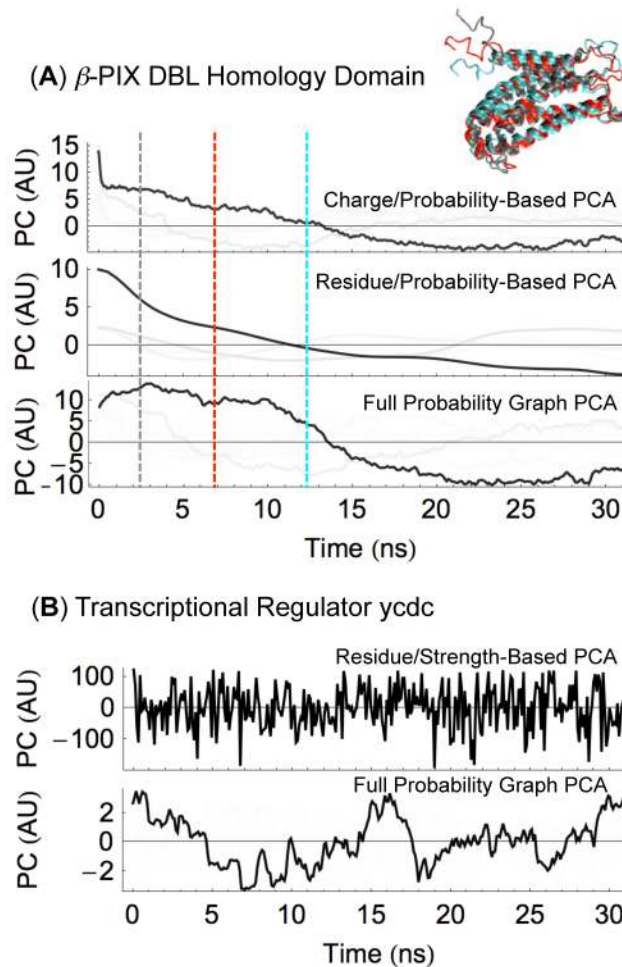 (A) β-PIX DBL Homology Domain
15
10
5
0
PC (AU)
Charge/Probability-Based PCA
10
5
0
PC (AU)
Residue/Probability-Based PCA
10
5
0
−5
−10
PC (AU)
Full Probability Graph PCA
0 5 10 15 20 25 30
Time (ns)
(B) Transcriptional Regulator ycdc
Residue/Strength-Based PCA
100
0
−100
PC (AU)
Full Probability Graph PCA
2
0
−2
PC (AU)
0 5 10 15 20 25 30
Time (ns)